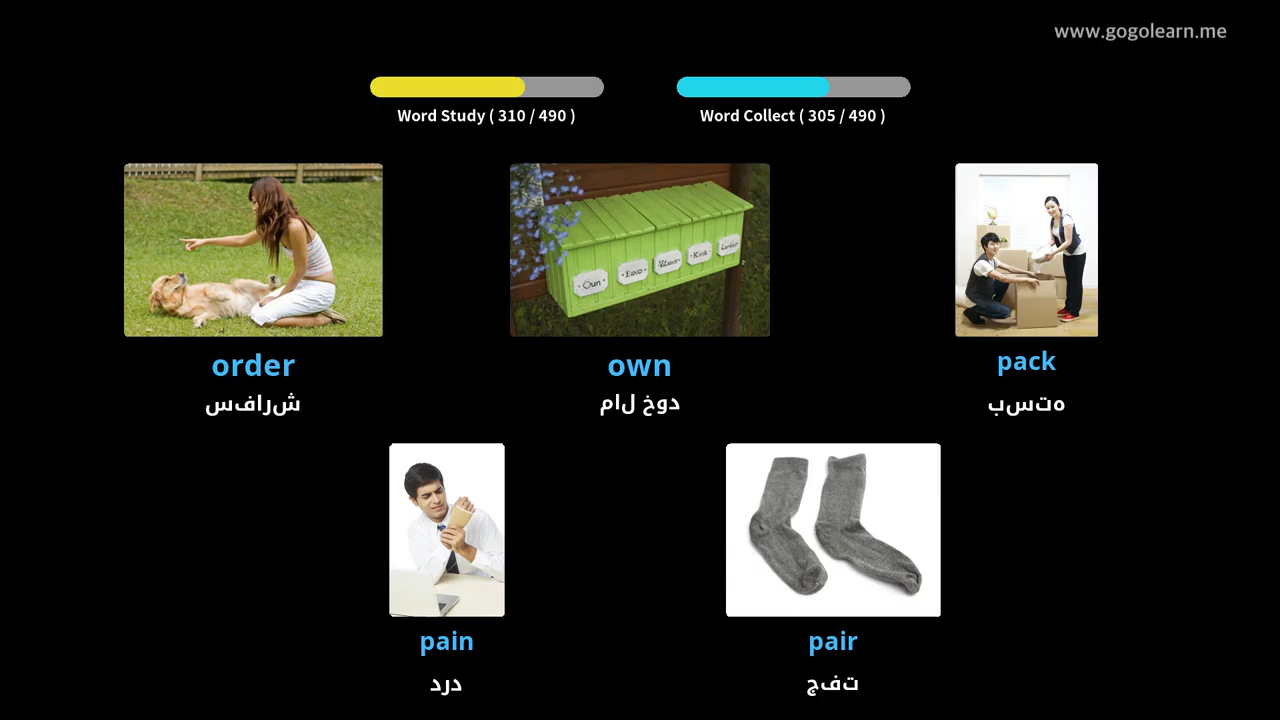 www.gogolearn.me
Word Study ( 310 / 490 )
Word Collect ( 305 / 490 )
Oun
order
own
pack
شرافس
دوخ لام
هتسب
pain
pair
درد
تفج